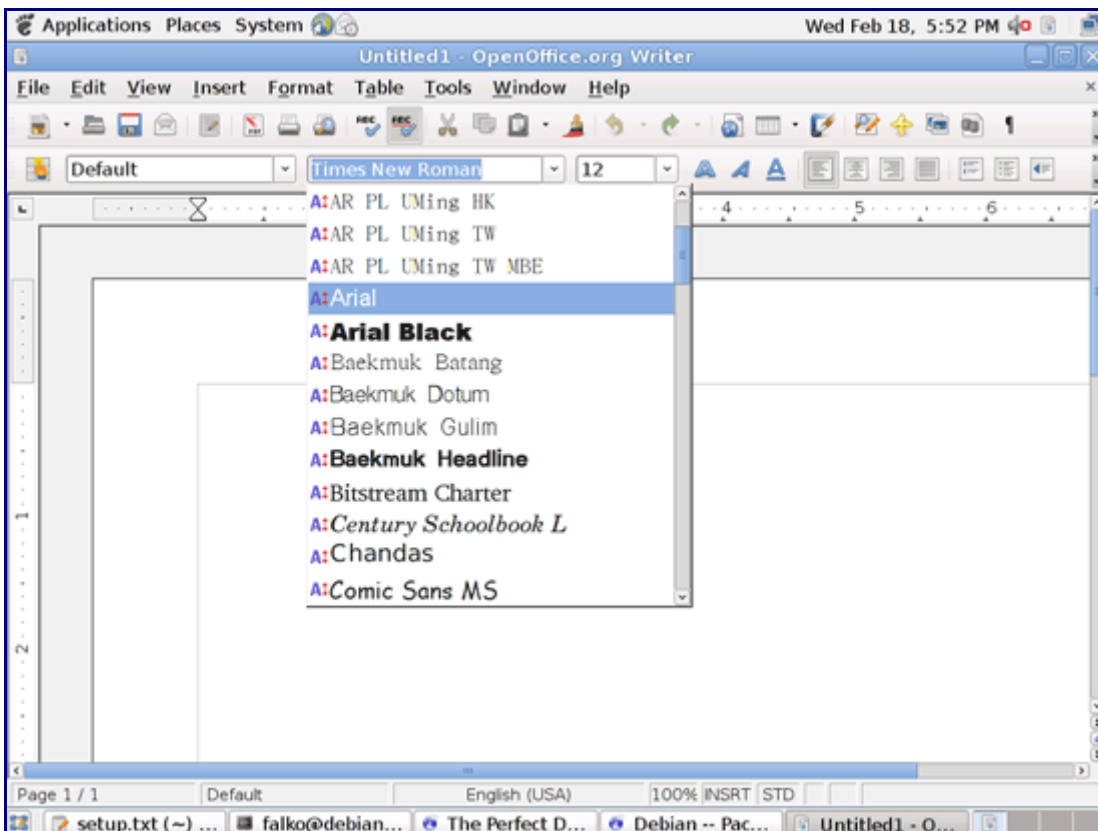 Applications Places System Wed Feb 18, 5:52 PM
Untitled1 - OpenOffice.org Writer
File Edit View Insert Format Table Tools Window Help
Default Times New Roman 12
4 5 6
AR PL UMing HK
AR PL UMing TW
AR PL UMing TW MBE
Arial
Arial Black
Baekmuk Batang
Baekmuk Dotum
Baekmuk Gulim
Baekmuk Headline
Bitstream Charter
1
Century Schoolbook L
Chandas
Comic Sans MS
2
Page 1 / 1 Default English (USA) 100% INSRT STD
setup.txt (~) ... falko@debian... The Perfect D... Debian -- Pac... Untitled1 - O...